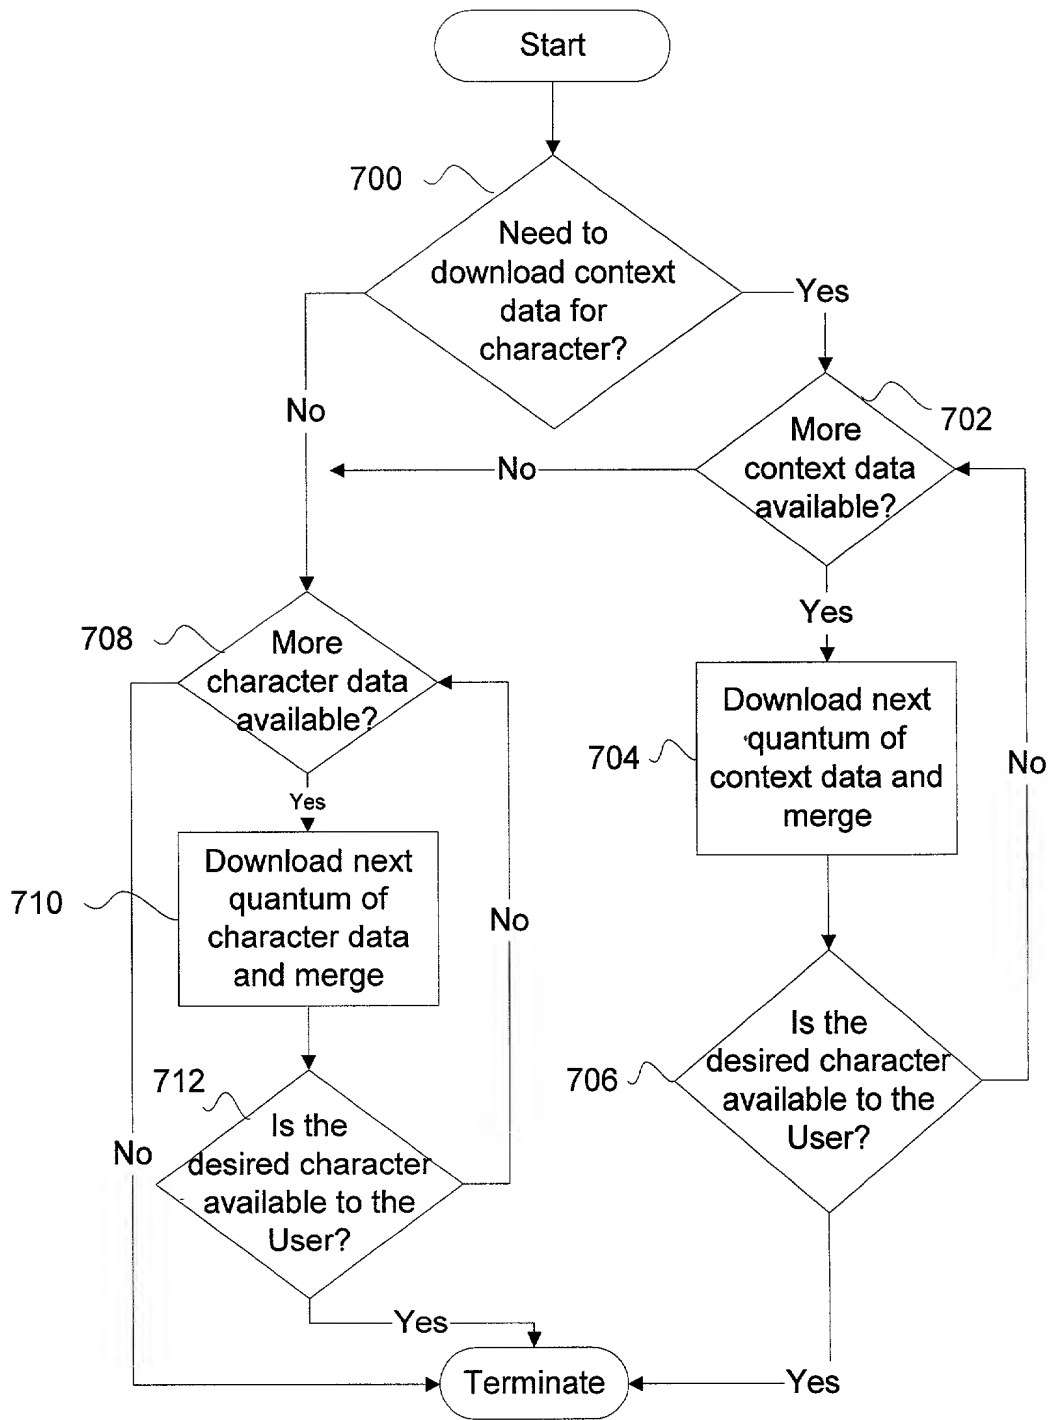 Start
700
Need to
download context
data for
character?
Yes
No
702
More
context data
available?
No
Yes
708
More
character data
available?
Yes
704
Download next
quantum of
context data and
merge
No
710
Download next
quantum of
character data
and merge
No
706
Is the
desired character
available to the
User?
712
Is the
desired character
available to the
User?
No
Yes
Terminate
Yes